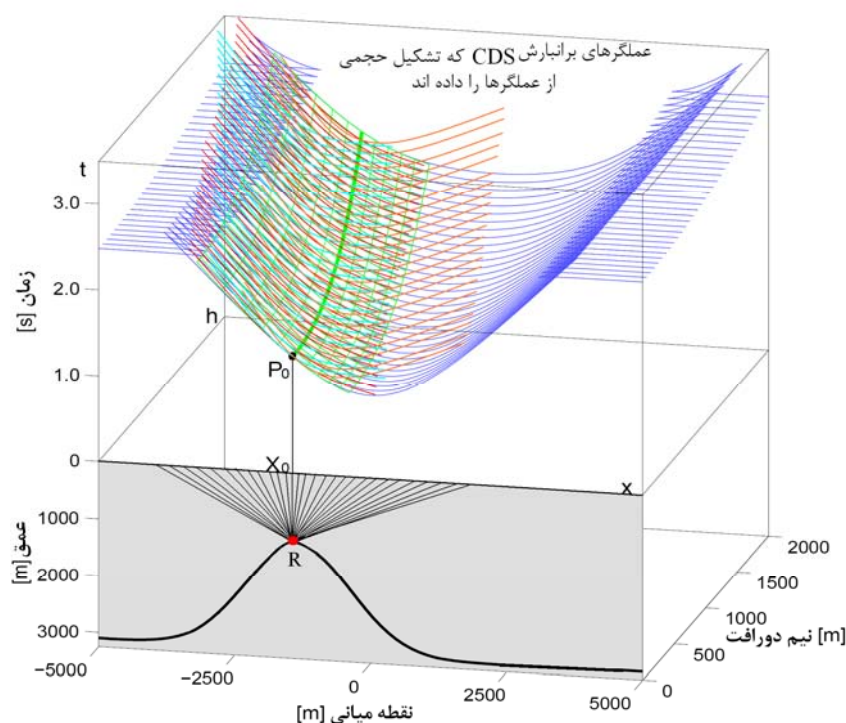 عملگرهای برانبارش CDS که تشکیل حجمی
از عملگرها را داده اند
t
3.0
2.0
1.0
0
زمان [s]
h
P0
X0
x
1000
2000
3000
عمق [m]
R
−5000
−2500
0
2500
5000
نقطه میانی [m]
0
500
1000
1500
2000
نیم دورافت [m]